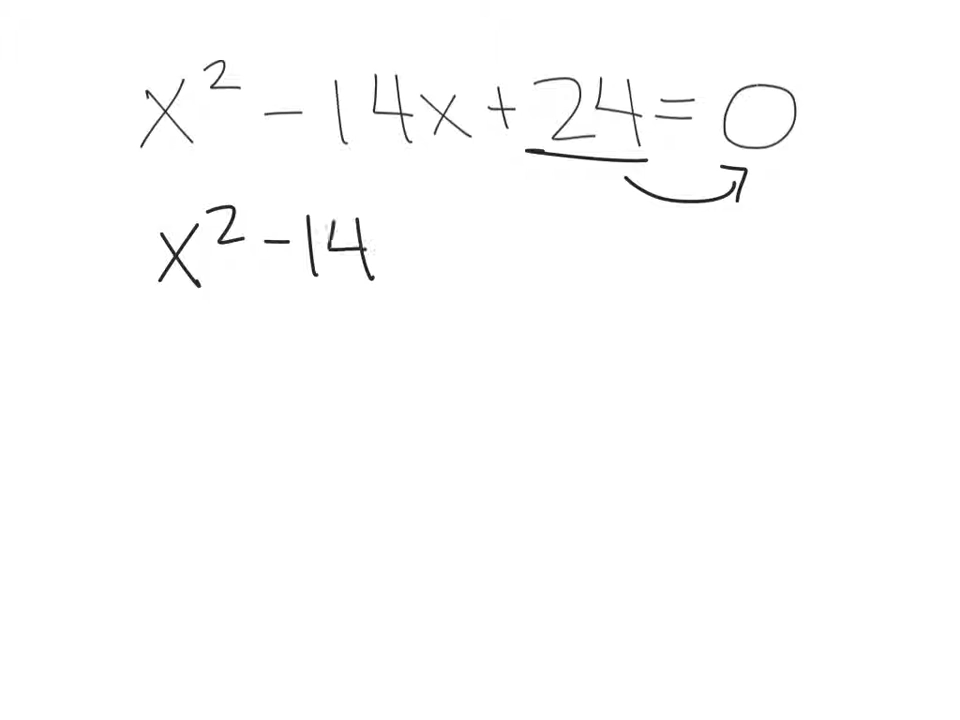 x² - 14x + 24 = 0
x² - 14